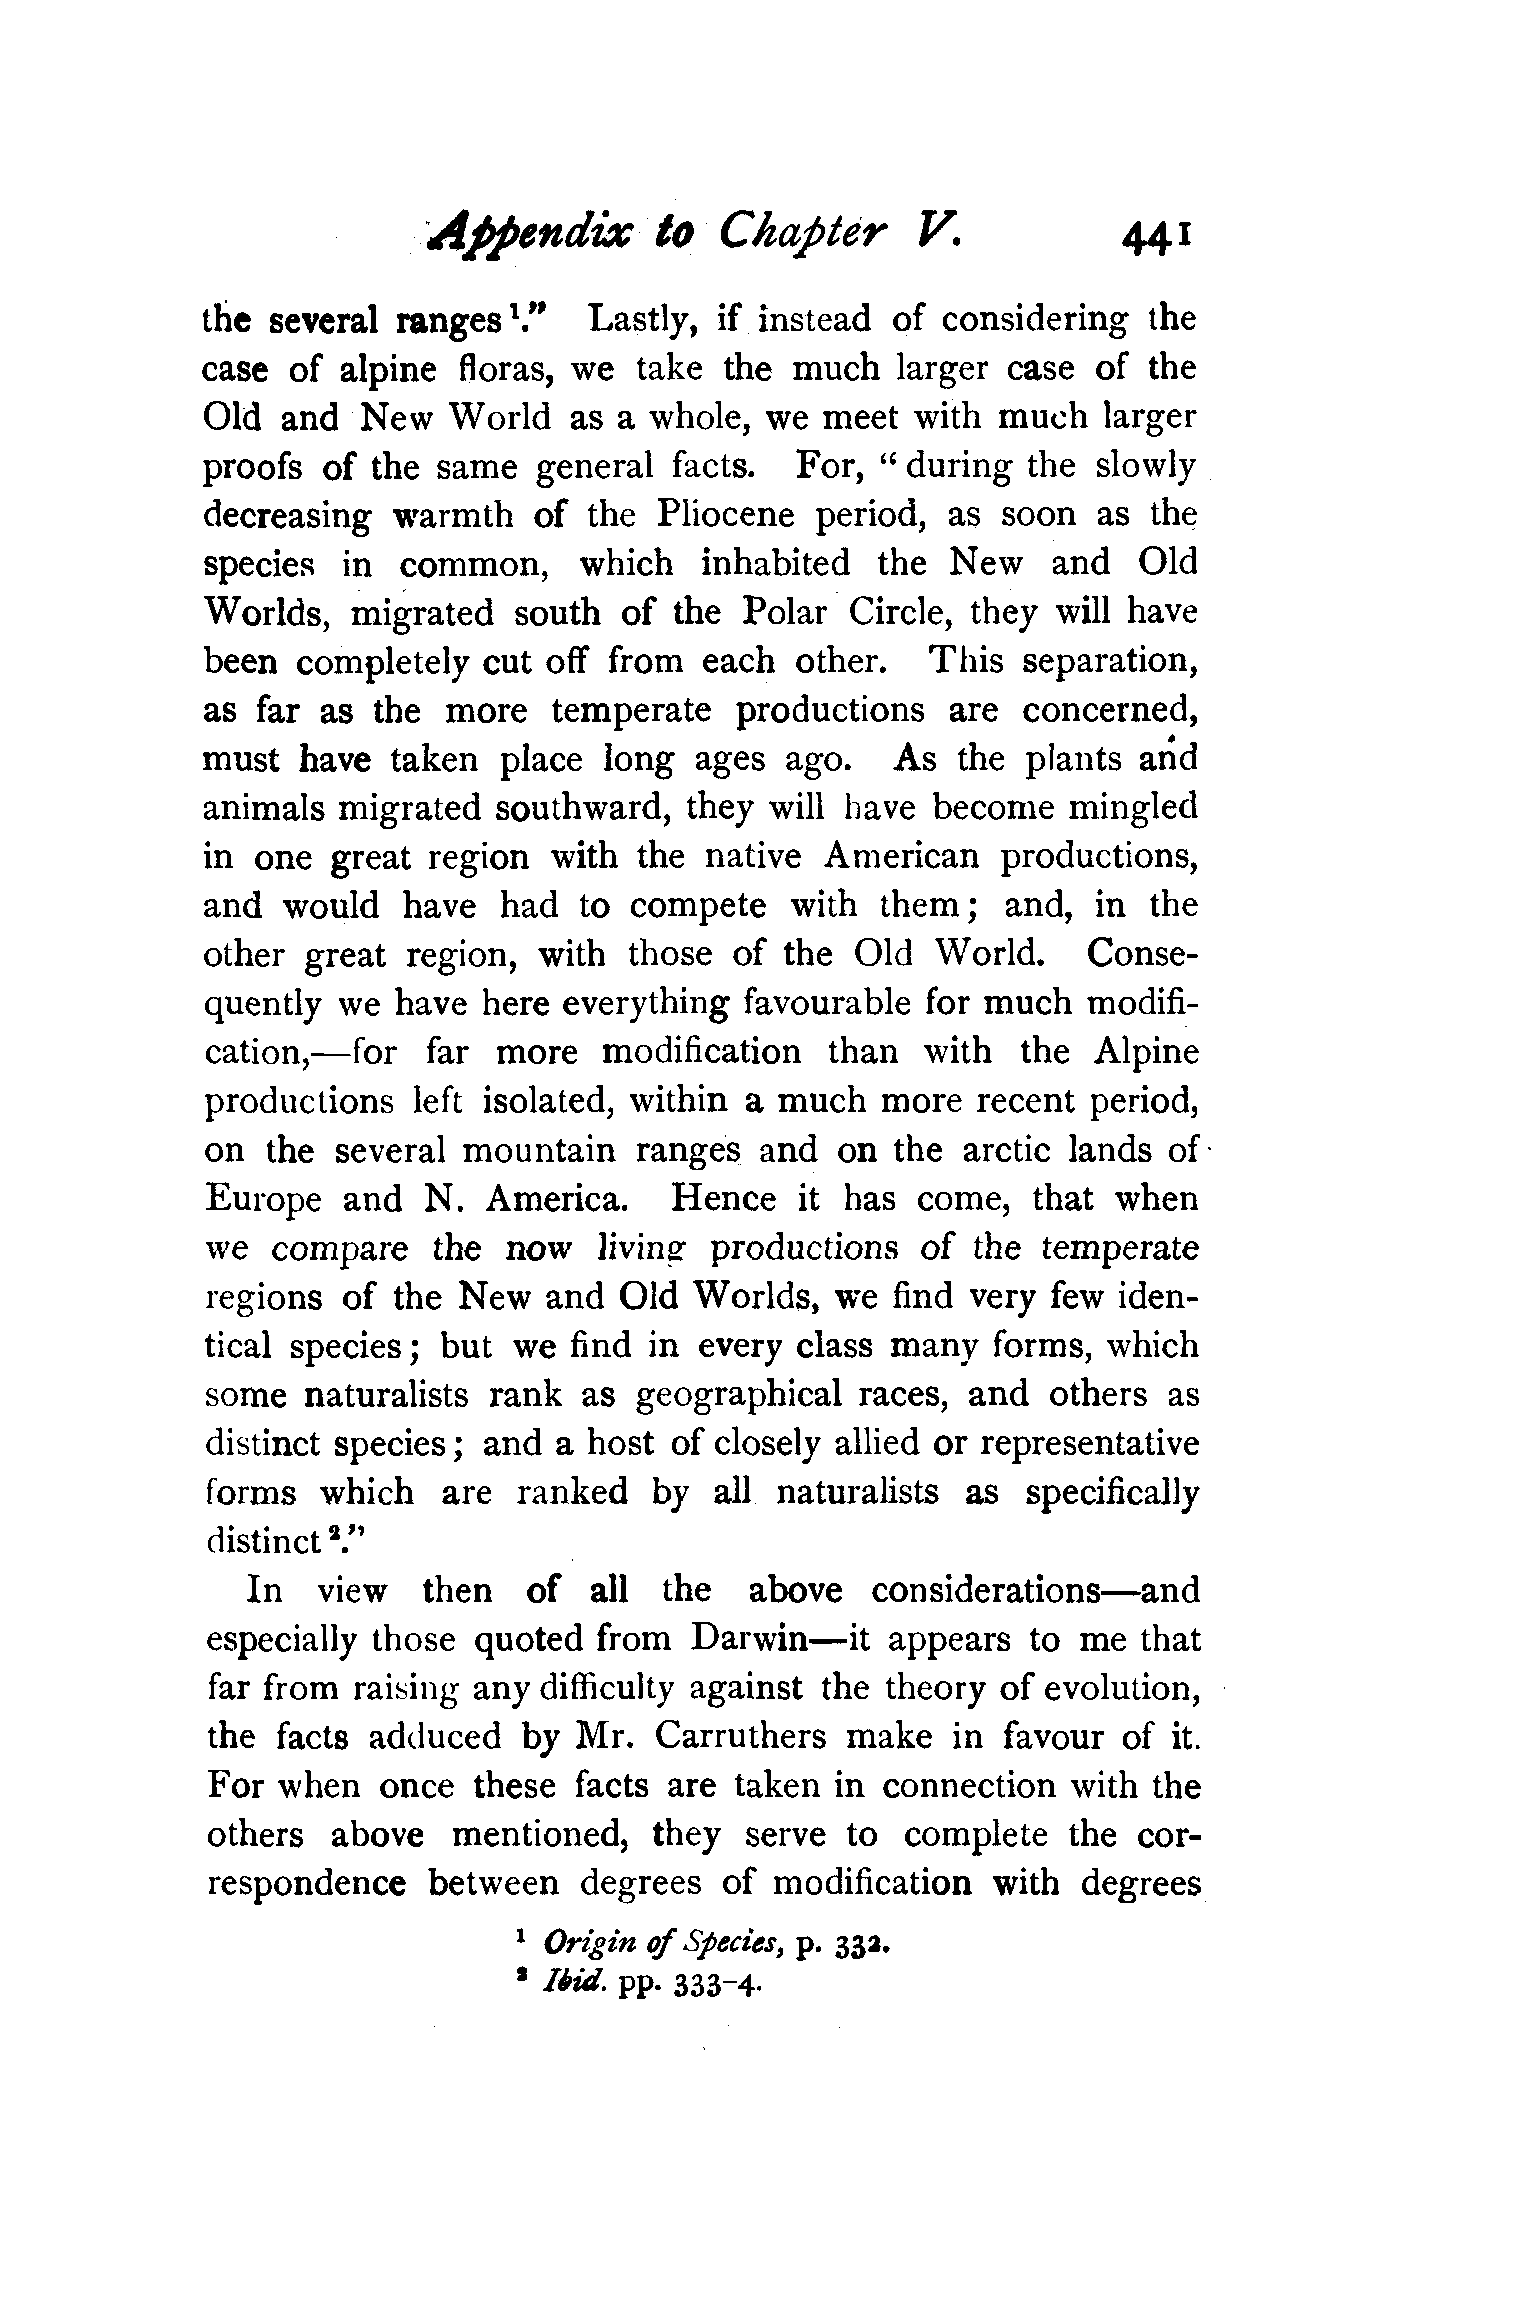 Appendix to Chapter V. 441
the several ranges¹." Lastly, if instead of considering the
case of alpine floras, we take the much larger case of the
Old and New World as a whole, we meet with much larger
proofs of the same general facts. For, "during the slowly
decreasing warmth of the Pliocene period, as soon as the
species in common, which inhabited the New and Old
Worlds, migrated south of the Polar Circle, they will have
been completely cut off from each other. This separation,
as far as the more temperate productions are concerned,
must have taken place long ages ago. As the plants and
animals migrated southward, they will have become mingled
in one great region with the native American productions,
and would have had to compete with them; and, in the
other great region, with those of the Old World. Conse-
quently we have here everything favourable for much modifi-
cation,—for far more modification than with the Alpine
productions left isolated, within a much more recent period,
on the several mountain ranges and on the arctic lands of
Europe and N. America. Hence it has come, that when
we compare the now living productions of the temperate
regions of the New and Old Worlds, we find very few iden-
tical species; but we find in every class many forms, which
some naturalists rank as geographical races, and others as
distinct species; and a host of closely allied or representative
forms which are ranked by all naturalists as specifically
distinct²."
In view then of all the above considerations—and
especially those quoted from Darwin—it appears to me that
far from raising any difficulty against the theory of evolution,
the facts adduced by Mr. Carruthers make in favour of it.
For when once these facts are taken in connection with the
others above mentioned, they serve to complete the cor-
respondence between degrees of modification with degrees
¹ Origin of Species, p. 332.
² Ibid. pp. 333-4.